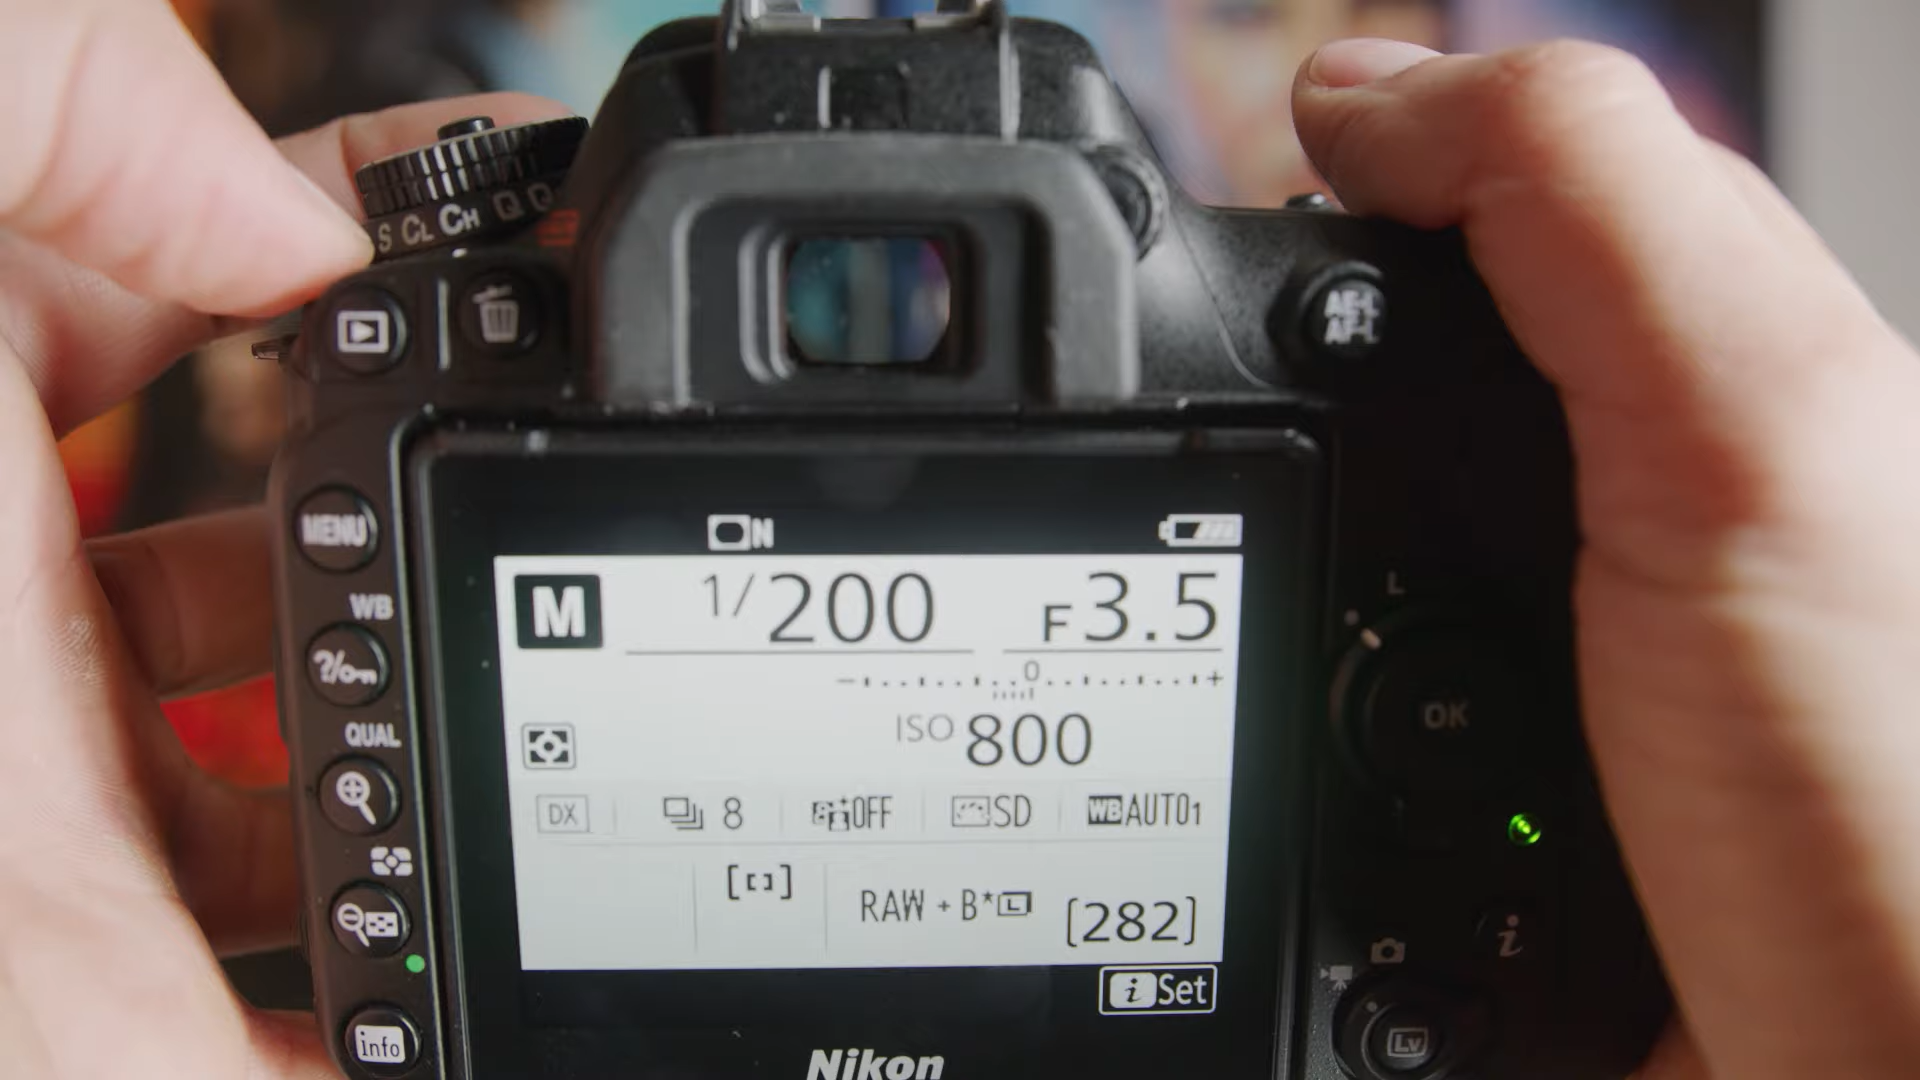 S CL CH Q Q
AE-L
AF-L
MENU
N
M 1/200 F3.5
WB
?/
- 0 +
L
QUAL
ISO 800
OK
DX 8 OFF SD WB AUTO1
RAW + B* L [282]
i
i Set
info
Lv
Nikon